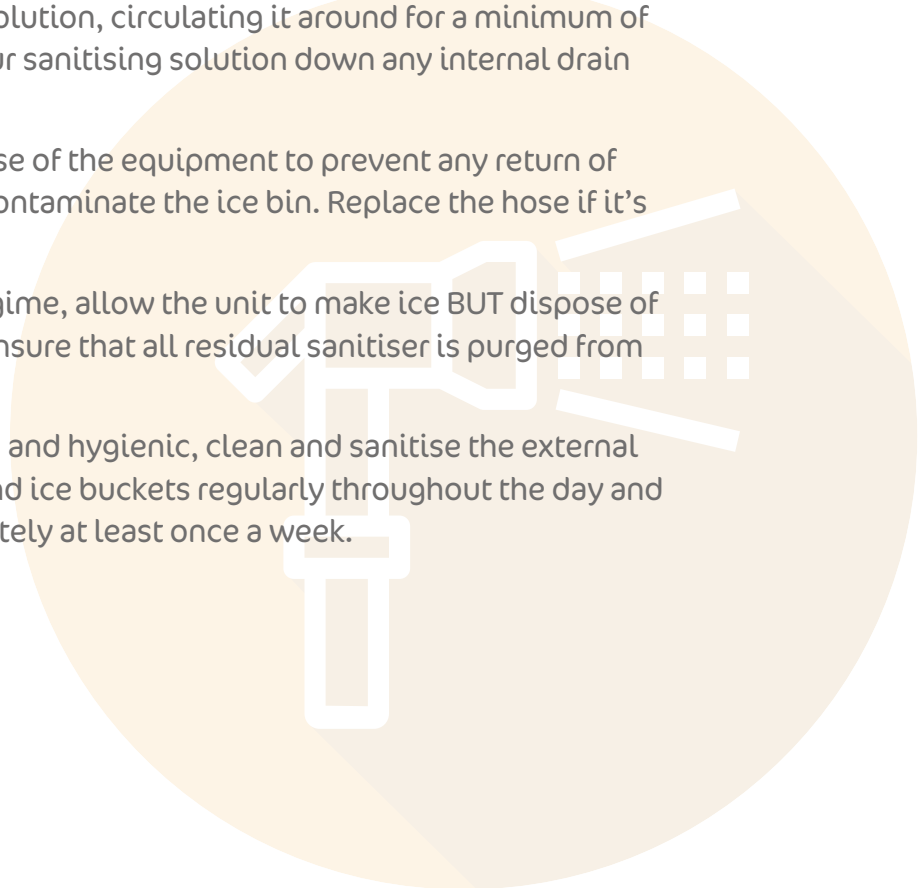 olution, circulating it around for a minimum of
ur sanitising solution down any internal drain
se of the equipment to prevent any return of
ontaminate the ice bin. Replace the hose if it’s
gime, allow the unit to make ice BUT dispose of
nsure that all residual sanitiser is purged from
and hygienic, clean and sanitise the external
nd ice buckets regularly throughout the day and
tely at least once a week.